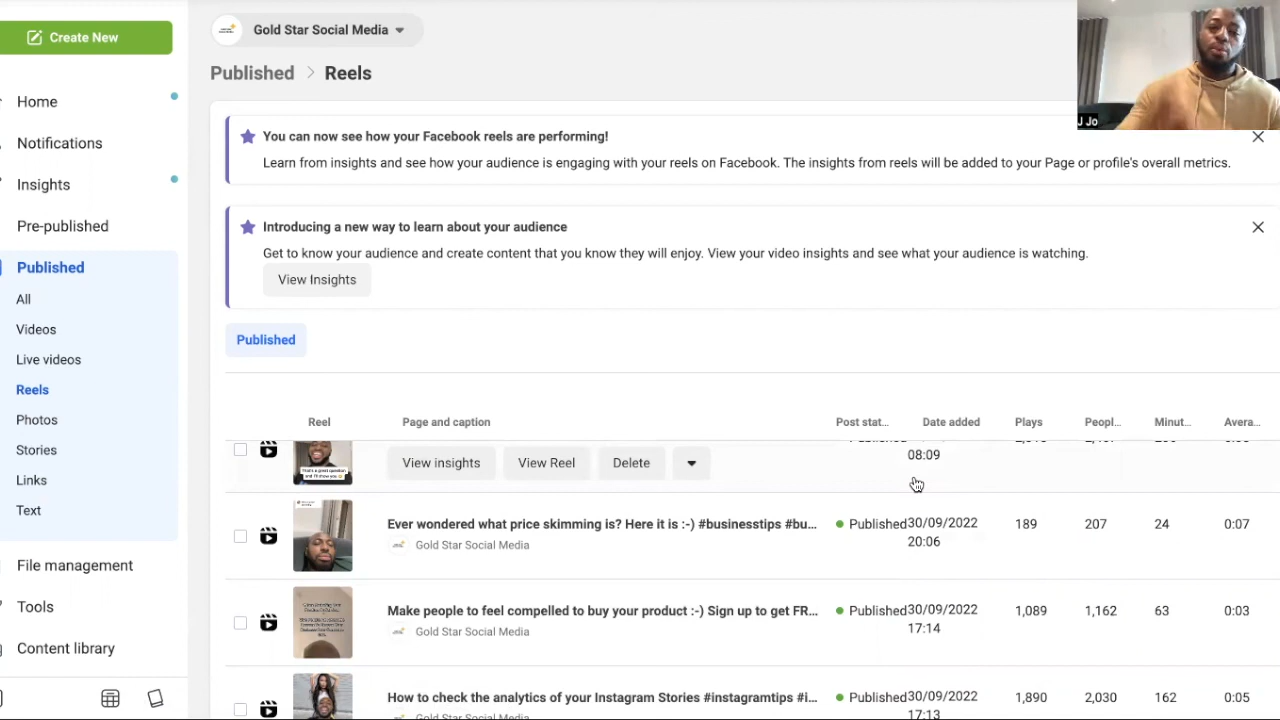 Create New
Home
Notifications
Insights
Pre-published
Published
All
Videos
Live videos
Reels
Photos
Stories
Links
Text
File management
Tools
Content library
Gold Star Social Media
Published > Reels
You can now see how your Facebook reels are performing!
Learn from insights and see how your audience is engaging with your reels on Facebook. The insights from reels will be added to your Page or profile's overall metrics.
Introducing a new way to learn about your audience
Get to know your audience and create content that you know they will enjoy. View your video insights and see what your audience is watching.
View Insights
Published
Reel Page and caption Post stat... Date added Plays Peopl... Minut... Avera...
View insights View Reel Delete 08:09
Ever wondered what price skimming is? Here it is :-) #businesstips #bu... Published 30/09/2022 189 207 24 0:07
Gold Star Social Media 20:06
Make people to feel compelled to buy your product :-) Sign up to get FR... Published 30/09/2022 1,089 1,162 63 0:03
Gold Star Social Media 17:14
How to check the analytics of your Instagram Stories #instagramtips #i... Published 30/09/2022 1,890 2,030 162 0:05
Gold Star Social Media 17:13
J Jo